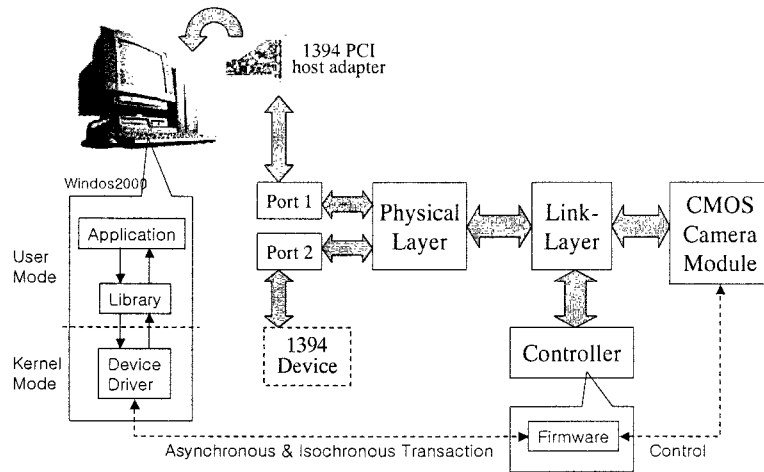 1394 PCI
host adapter
Windos2000
Application
User
Mode
Library
Kernel
Mode
Device
Driver
Port 1
Port 2
1394
Device
Physical
Layer
Link-
Layer
CMOS
Camera
Module
Controller
Firmware
Asynchronous & Isochronous Transaction
Control